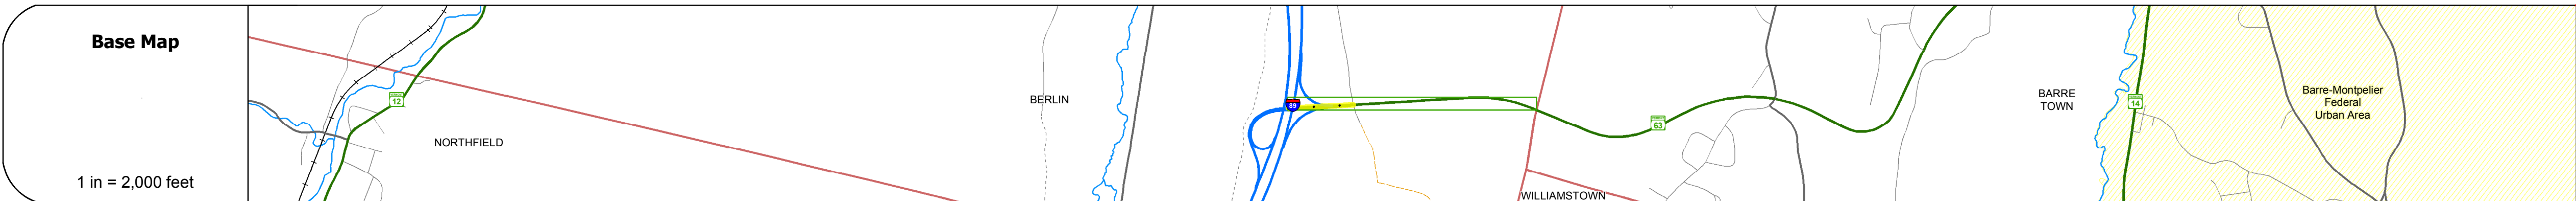 Base Map
1 in = 2,000 feet
12
NORTHFIELD
BERLIN
89
WILLIAMSTOWN
63
BARRE
TOWN
14
Barre-Montpelier
Federal
Urban Area